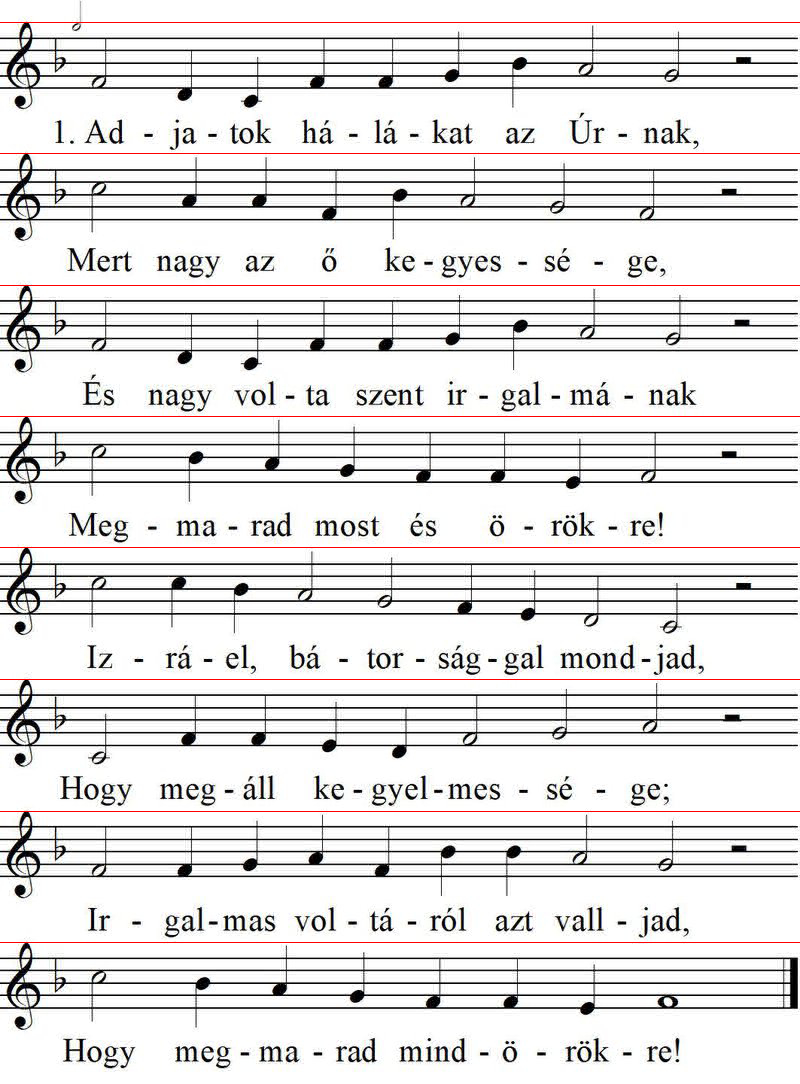 1. Ad - ja - tok há - lá - kat az Úr - nak,
Mert nagy az ő ke - gyes - sé - ge,
És nagy vol - ta szent ir - gal - má - nak
Meg - ma - rad most és ö - rök - re!
Iz - rá - el, bá - tor - ság - gal mond - jad,
Hogy meg - áll ke - gyel - mes - sé - ge;
Ir - gal - mas vol - tá - ról azt vall - jad,
Hogy meg - ma - rad mind - ö - rök - re!